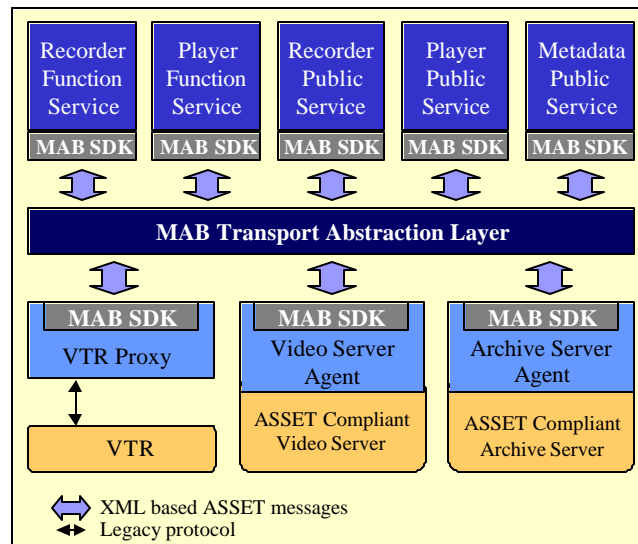 Recorder
Function
Service
Player
Function
Service
Recorder
Public
Service
Player
Public
Service
Metadata
Public
Service
MAB SDK
MAB SDK
MAB SDK
MAB SDK
MAB SDK
MAB Transport Abstraction Layer
MAB SDK
VTR Proxy
MAB SDK
Video Server
Agent
MAB SDK
Archive Server
Agent
VTR
ASSET Compliant
Video Server
ASSET Compliant
Archive Server
XML based ASSET messages
Legacy protocol